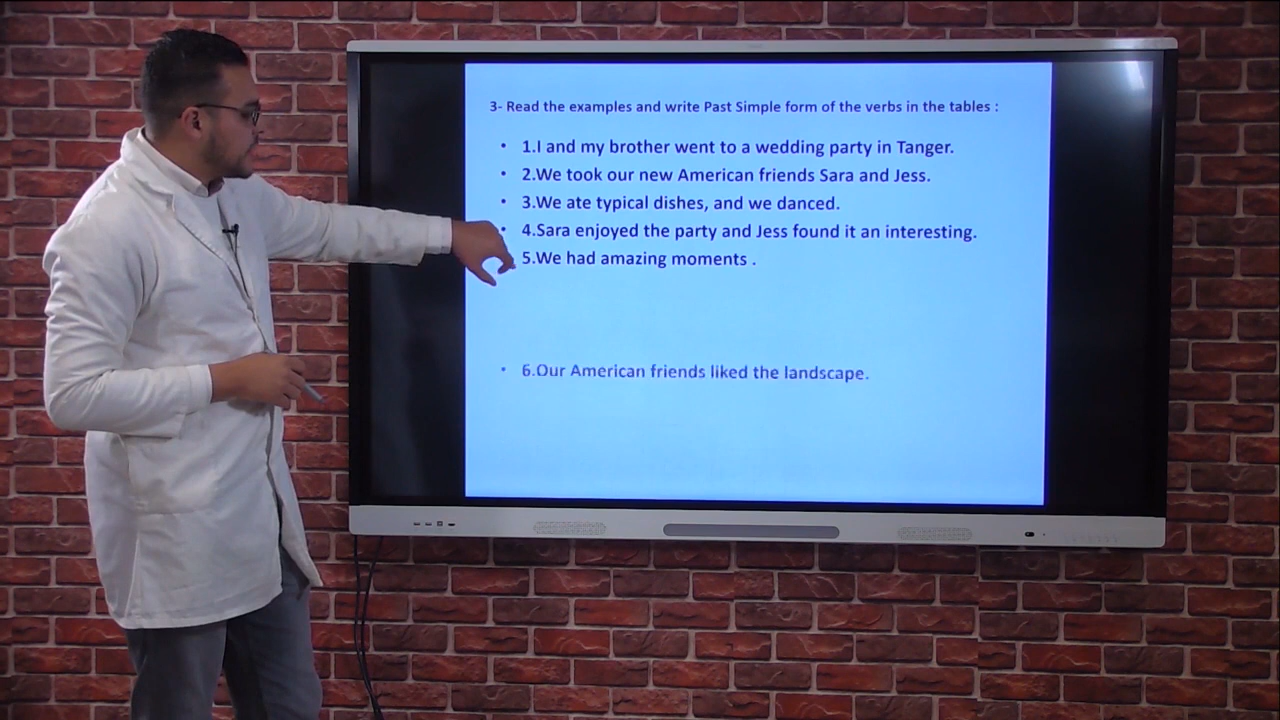 3- Read the examples and write Past Simple form of the verbs in the tables :
• 1.I and my brother went to a wedding party in Tanger.
• 2.We took our new American friends Sara and Jess.
• 3.We ate typical dishes, and we danced.
• 4.Sara enjoyed the party and Jess found it an interesting.
5.We had amazing moments .
• 6.Our American friends liked the landscape.